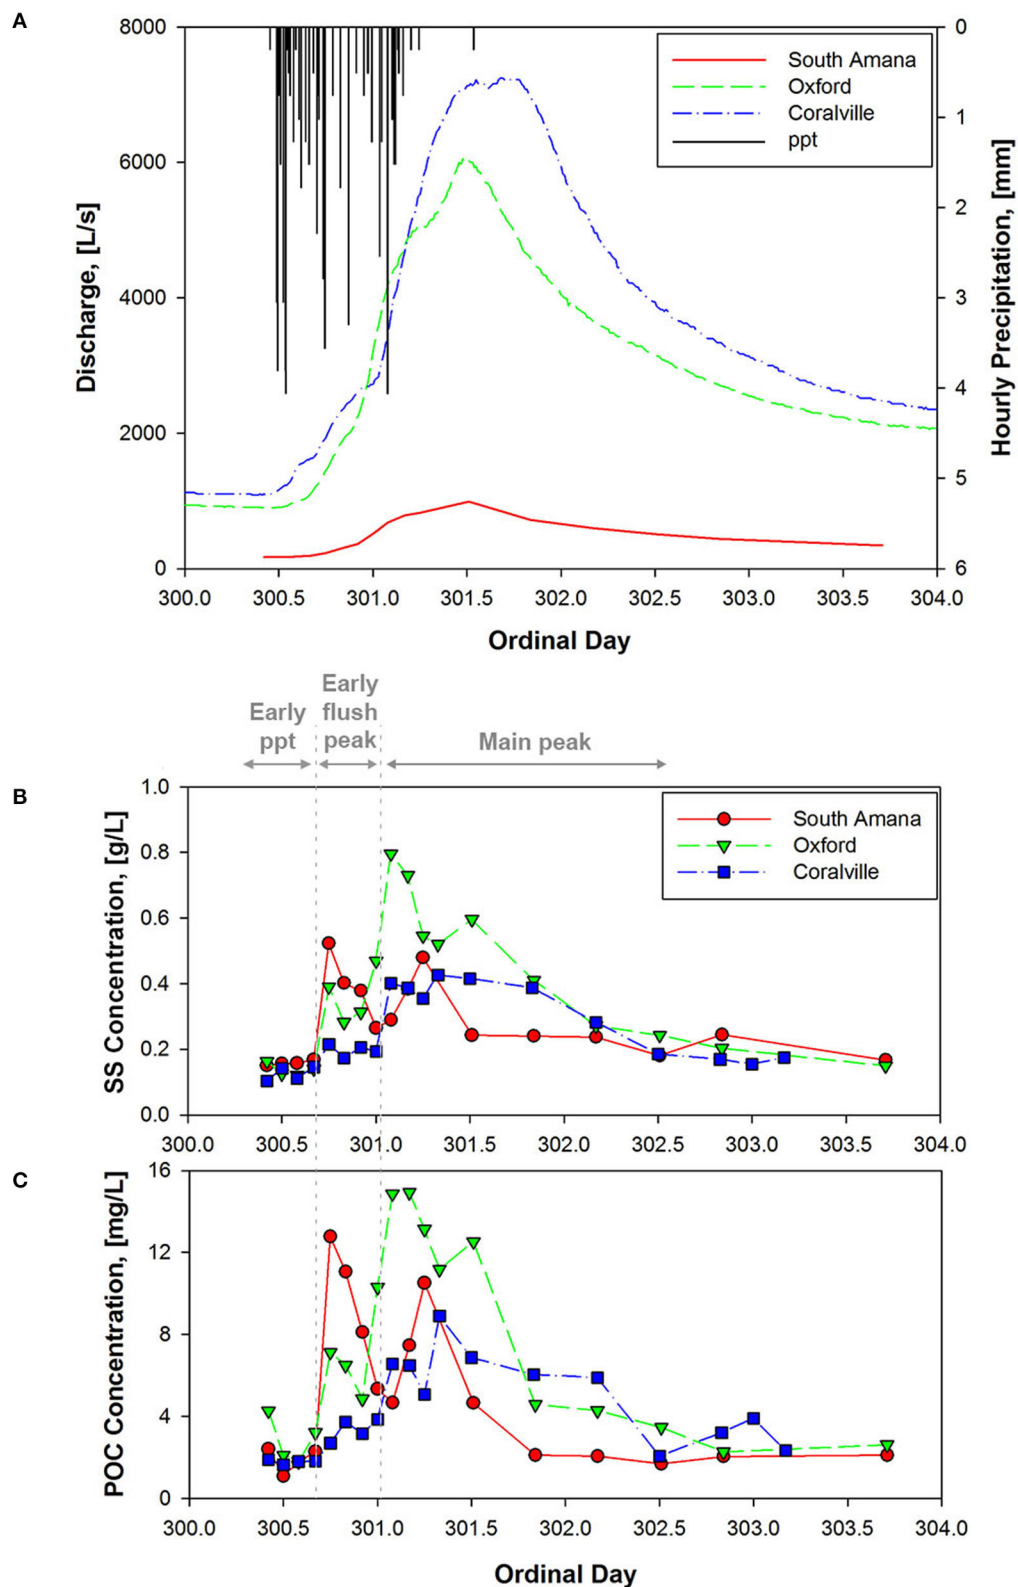 A
8000
6000
4000
2000
0
Discharge, [L/s]
0
1
2
3
4
5
6
Hourly Precipitation, [mm]
South Amana
Oxford
Coralville
ppt
300.0 300.5 301.0 301.5 302.0 302.5 303.0 303.5 304.0
Ordinal Day
Early
ppt
Early
flush
peak
Main peak
B
1.0
0.8
0.6
0.4
0.2
0.0
SS Concentration, [g/L]
South Amana
Oxford
Coralville
300.0 300.5 301.0 301.5 302.0 302.5 303.0 303.5 304.0
C
16
12
8
4
0
POC Concentration, [mg/L]
300.0 300.5 301.0 301.5 302.0 302.5 303.0 303.5 304.0
Ordinal Day